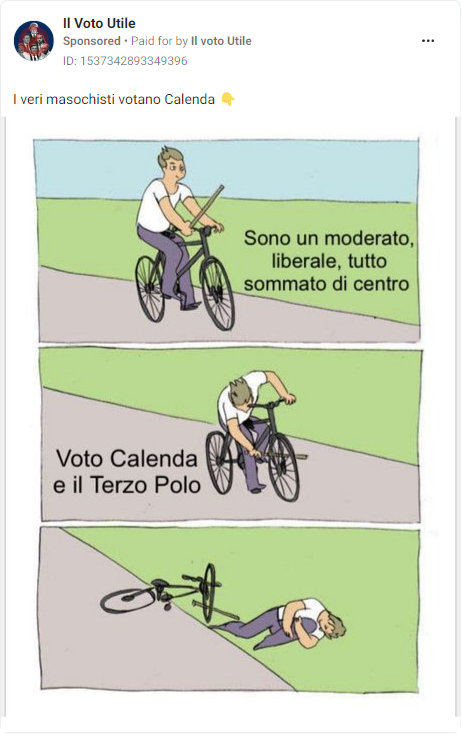 Il Voto Utile
Sponsored • Paid for by Il voto Utile
ID: 1537342893349396
I veri masochisti votano Calenda 👇
Sono un moderato,
liberale, tutto
sommato di centro
Voto Calenda
e il Terzo Polo